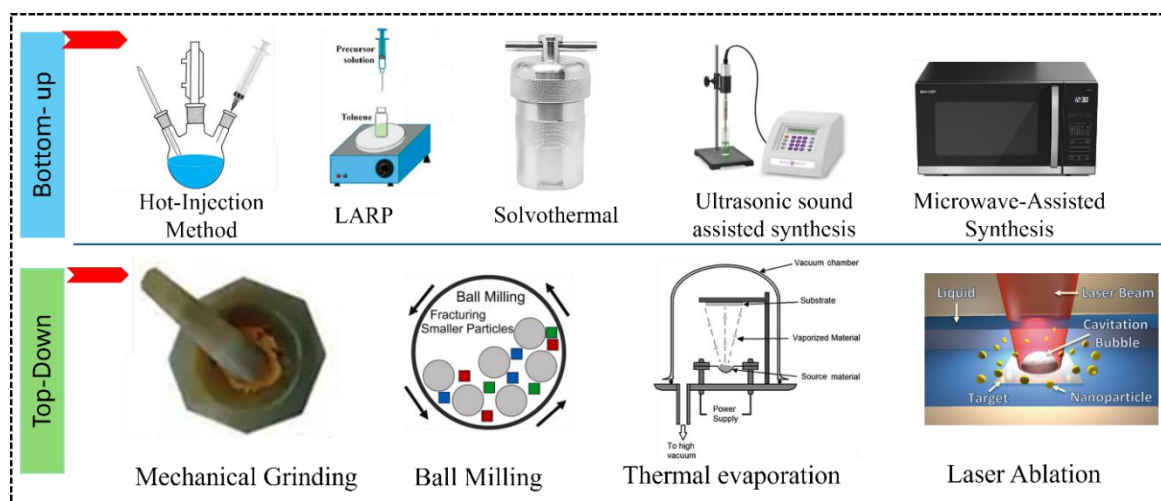 Bottom- up
Precursor
solution
Toluene
12:30
Hot-Injection
Method
LARP
Solvothermal
Ultrasonic sound
assisted synthesis
Microwave-Assisted
Synthesis
Top-Down
Ball Milling
Fracturing
Smaller Particles
Vacuum chamber
Substrate
Vaporized Material
Source material
Power
Supply
To high
vacuum
Liquid
Laser Beam
Cavitation
Bubble
Target
Nanoparticle
Mechanical Grinding
Ball Milling
Thermal evaporation
Laser Ablation